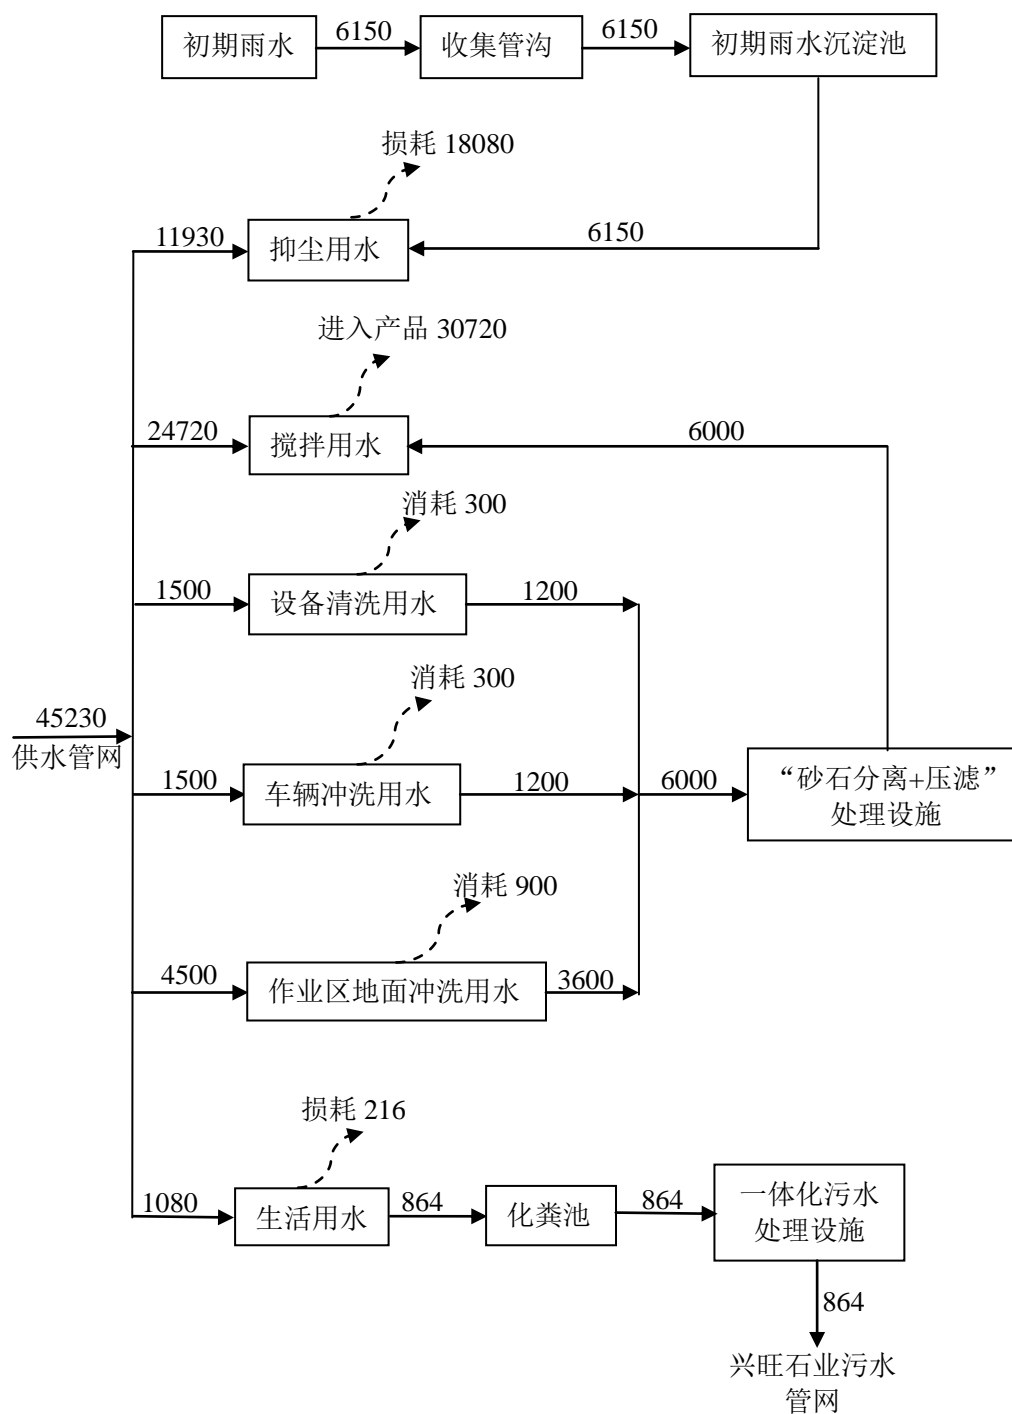 初期雨水
6150
收集管沟
6150
初期雨水沉淀池
损耗 18080
11930
抑尘用水
6150
进入产品 30720
24720
搅拌用水
6000
消耗 300
1500
设备清洗用水
1200
消耗 300
45230
供水管网
1500
车辆冲洗用水
1200
6000
“砂石分离+压滤”
处理设施
消耗 900
4500
作业区地面冲洗用水
3600
损耗 216
1080
生活用水
864
化粪池
864
一体化污水
处理设施
864
兴旺石业污水
管网